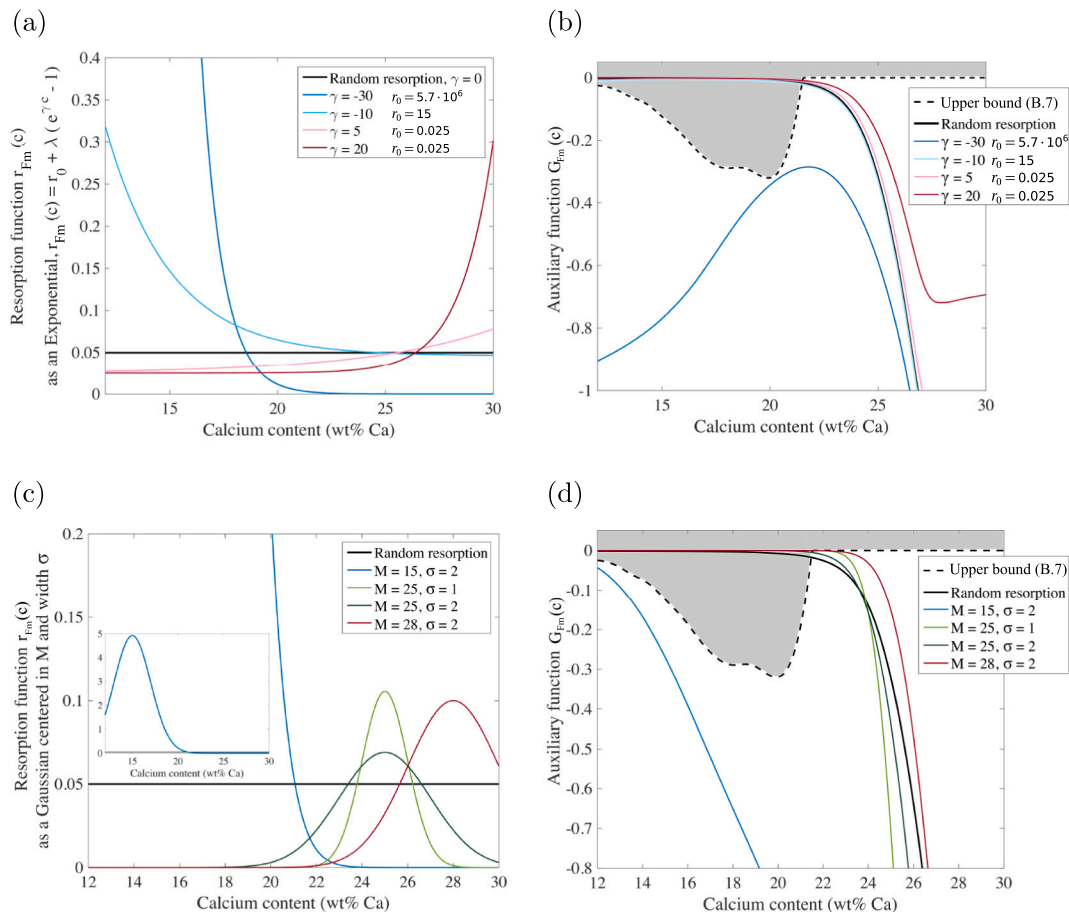 (a)
Resorption function r_Fm (c)
as an Exponential, r_Fm (c) = r_0 + λ ( e^γ'c - 1)
0.4
0.35
0.3
0.25
0.2
0.15
0.1
0.05
0
15
20
25
30
Calcium content (wt% Ca)
Random resorption, γ = 0
γ = -30 r_0 = 5.7·10^6
γ = -10 r_0 = 15
γ = 5 r_0 = 0.025
γ = 20 r_0 = 0.025
(b)
Auxiliary function G_Fm (c)
0
-0.2
-0.4
-0.6
-0.8
-1
15
20
25
30
Calcium content (wt% Ca)
Upper bound (B.7)
Random resorption
γ = -30 r_0 = 5.7·10^6
γ = -10 r_0 = 15
γ = 5 r_0 = 0.025
γ = 20 r_0 = 0.025
(c)
Resorption function r_Fm(c)
as a Gaussian centered in M and width σ
0.2
0.15
0.1
0.05
0
12 14 16 18 20 22 24 26 28 30
Calcium content (wt% Ca)
Random resorption
M = 15, σ = 2
M = 25, σ = 1
M = 25, σ = 2
M = 28, σ = 2
5
4
3
2
1
0
15 20 25 30
Calcium content (wt% Ca)
(d)
Auxiliary function G_Fm(c)
0
-0.1
-0.2
-0.3
-0.4
-0.5
-0.6
-0.7
-0.8
12 14 16 18 20 22 24 26 28 30
Calcium content (wt% Ca)
Upper bound (B.7)
Random resorption
M = 15, σ = 2
M = 25, σ = 1
M = 25, σ = 2
M = 28, σ = 2